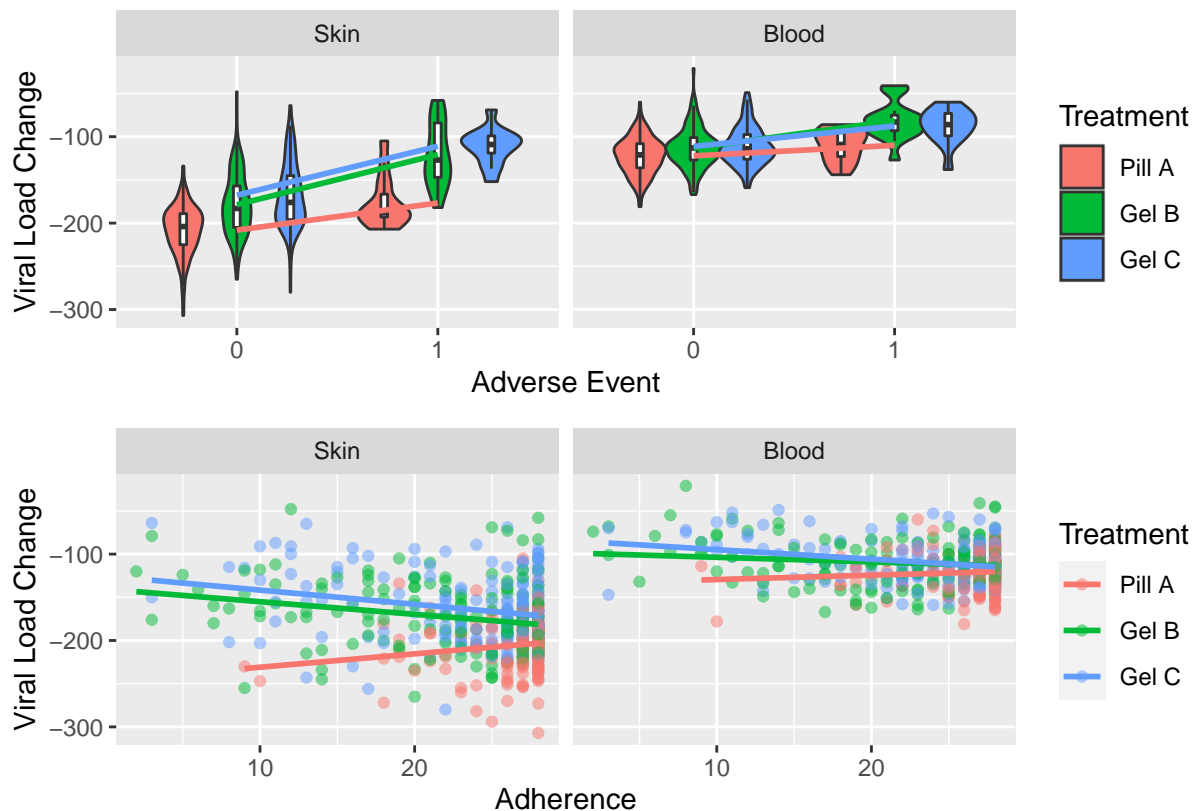 Skin
Blood
Viral Load Change
−100
−200
−300
0
1
0
1
Adverse Event
Treatment
Pill A
Gel B
Gel C
Skin
Blood
Viral Load Change
−100
−200
−300
10
20
10
20
Adherence
Treatment
Pill A
Gel B
Gel C